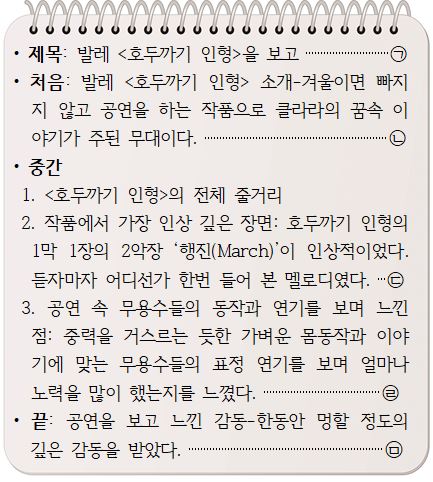 • 제목: 발레 <호두까기 인형>을 보고 ························㉠
• 처음: 발레 <호두까기 인형> 소개-겨울이면 빠지
지 않고 공연을 하는 작품으로 클라라의 꿈속 이
야기가 주된 무대이다. ························㉡
• 중간
1. <호두까기 인형>의 전체 줄거리
2. 작품에서 가장 인상 깊은 장면: 호두까기 인형의
1막 1장의 2악장 ‘행진(March)’이 인상적이었다.
듣자마자 어디선가 한번 들어 본 멜로디였다. ···㉢
3. 공연 속 무용수들의 동작과 연기를 보며 느낀
점: 중력을 거스르는 듯한 가벼운 몸동작과 이야
기에 맞는 무용수들의 표정 연기를 보며 얼마나
노력을 많이 했는지를 느꼈다. ························㉣
• 끝: 공연을 보고 느낀 감동-한동안 멍할 정도의
깊은 감동을 받았다. ························㉤